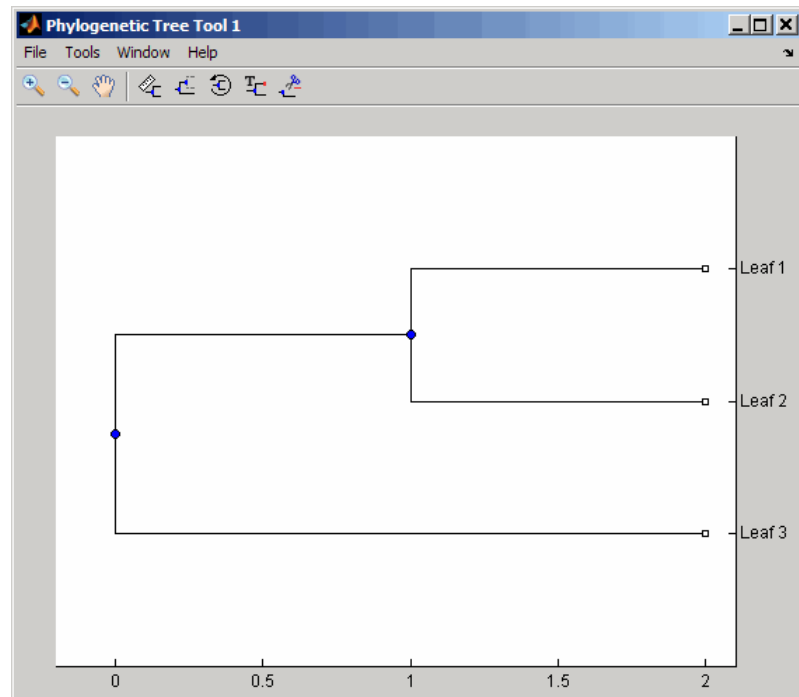 Phylogenetic Tree Tool 1
File Tools Window Help
Leaf 1
Leaf 2
Leaf 3
0 0.5 1 1.5 2